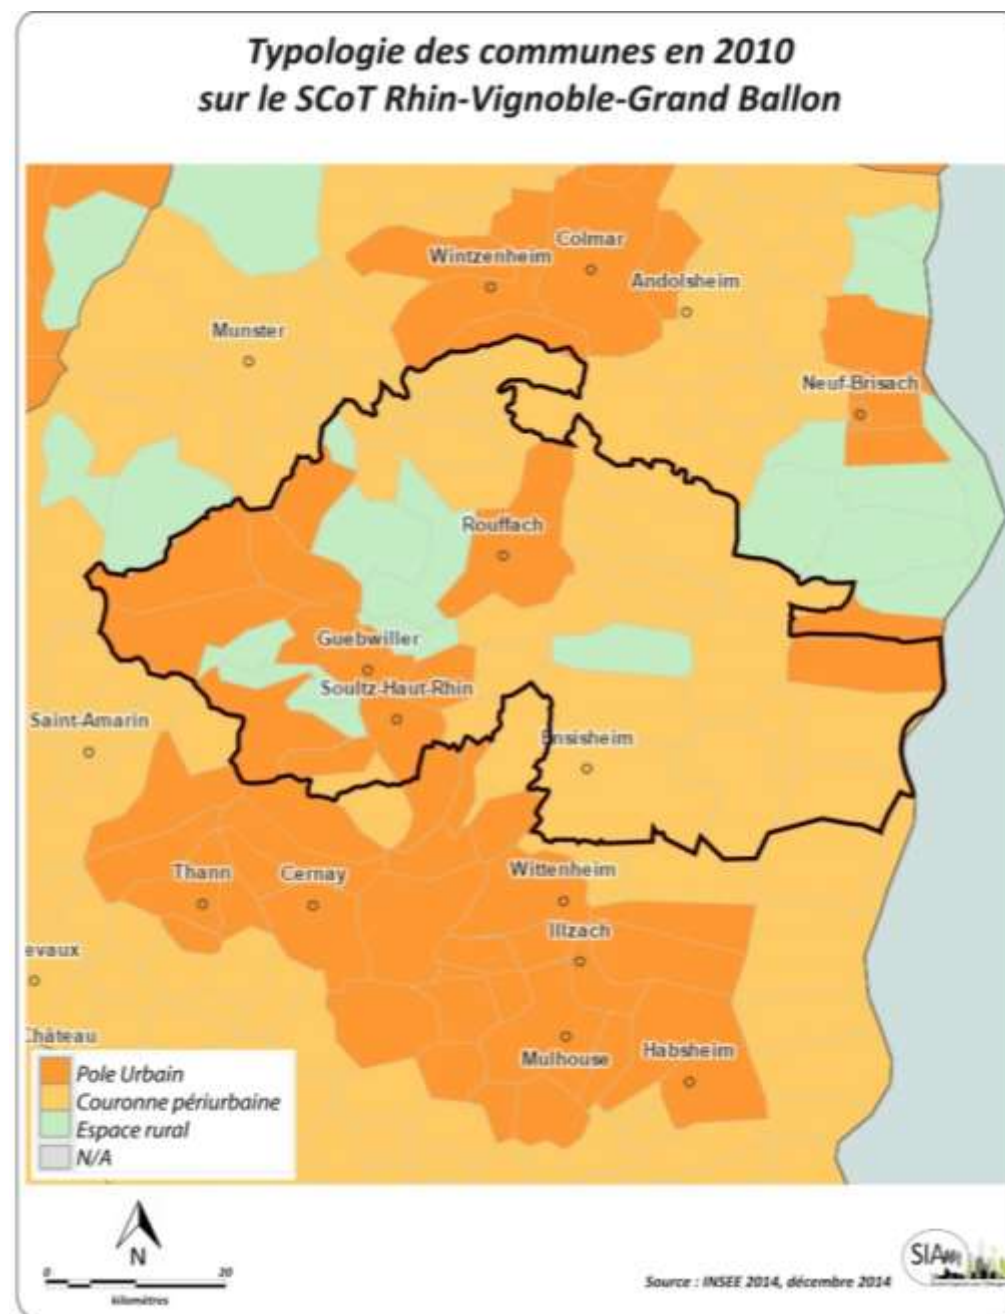 Typologie des communes en 2010
sur le SCoT Rhin-Vignoble-Grand Ballon
Colmar
Wintzenheim
Andolsheim
Munster
Neuf-Brisach
Rouffach
Guebwiller
Soultz-Haut-Rhin
Saint-Amarin
Ensisheim
Thann
Cernay
Wittenheim
Illzach
evaux
Château
Mulhouse
Habsheim
Pole Urbain
Couronne périurbaine
Espace rural
N/A
N
0 20
kilomètres
Source : INSEE 2014, décembre 2014